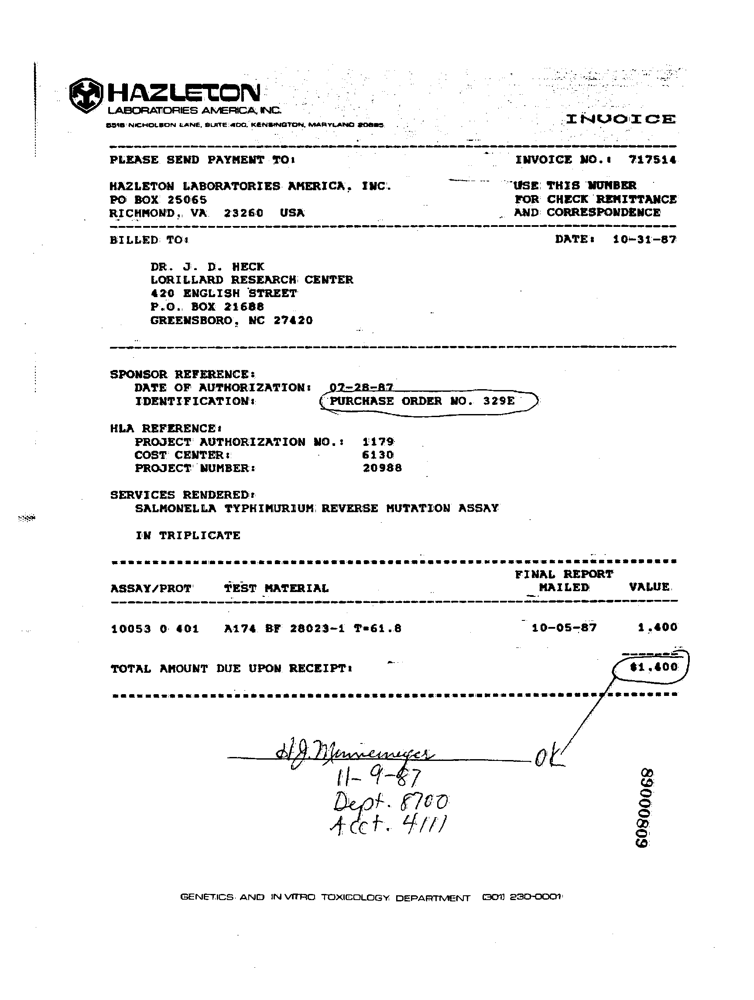 HAZLETON
LABORATORIES AMERICA, INC.
5516 NICHOLSON LANE, SUITE 400, KENSINGTON, MARYLAND 20895
INVOICE
PLEASE SEND PAYMENT TO: INVOICE NO.: 717514
HAZLETON LABORATORIES AMERICA, INC. USE THIS NUMBER
PO BOX 25065 FOR CHECK REMITTANCE
RICHMOND, VA 23260 USA AND CORRESPONDENCE
BILLED TO: DATE: 10-31-87
DR. J. D. HECK
LORILLARD RESEARCH CENTER
420 ENGLISH STREET
P.O. BOX 21688
GREENSBORO, NC 27420
SPONSOR REFERENCE:
DATE OF AUTHORIZATION: 07-28-87
IDENTIFICATION: PURCHASE ORDER NO. 329E
HLA REFERENCE:
PROJECT AUTHORIZATION NO.: 1179
COST CENTER: 6130
PROJECT NUMBER: 20988
SERVICES RENDERED:
SALMONELLA TYPHIMURIUM REVERSE MUTATION ASSAY
IN TRIPLICATE
FINAL REPORT
ASSAY/PROT TEST MATERIAL MAILED VALUE
10053 0 401 A174 BF 28023-1 T=61.8 10-05-87 1,400
TOTAL AMOUNT DUE UPON RECEIPT: $1,400
H.J. Minnemeyer OK
11-9-87
Dept. 8700
Acct. 4111
89000809
GENETICS AND IN VITRO TOXICOLOGY DEPARTMENT (301) 230-0001